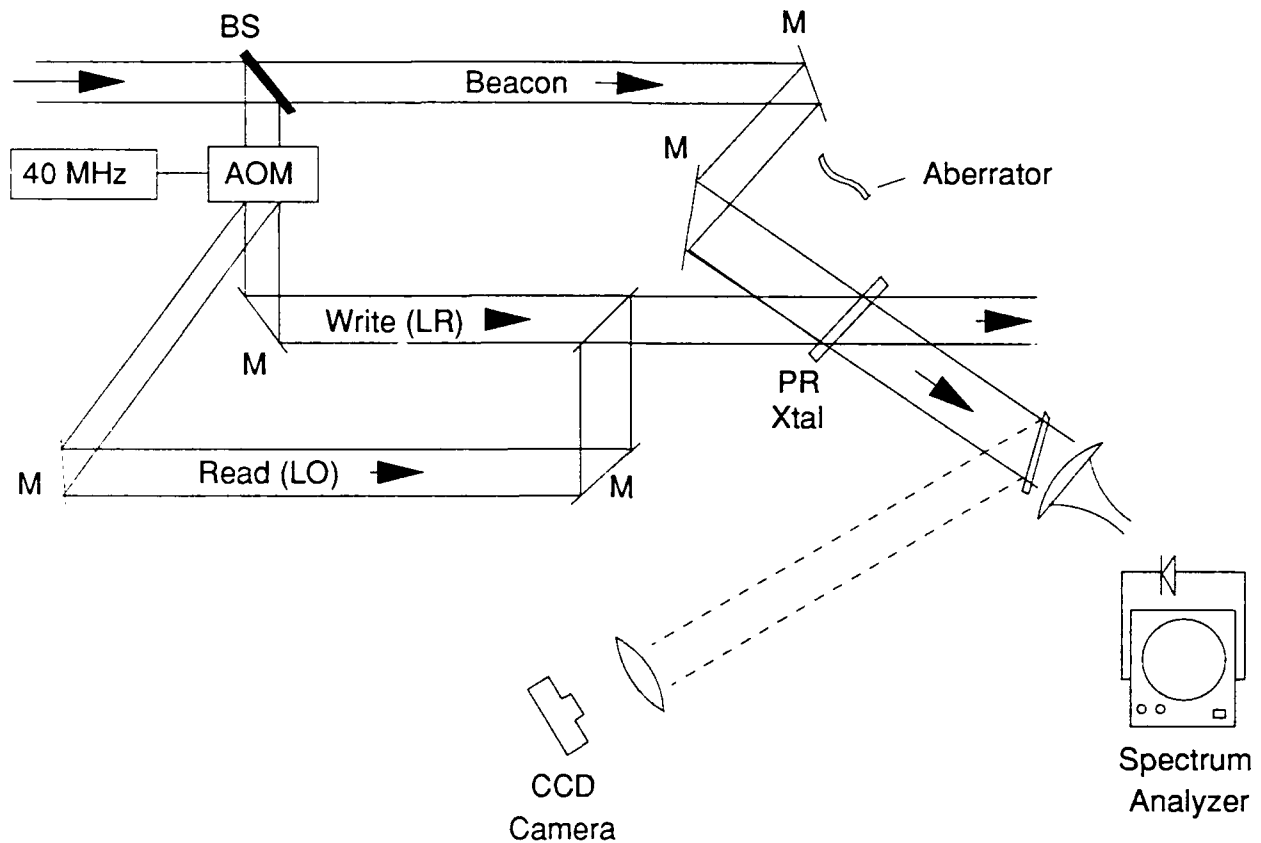 BS
M
Beacon
M
40 MHz
AOM
Aberrator
Write (LR)
M
PR
Xtal
Read (LO)
M
M
CCD
Camera
Spectrum
Analyzer